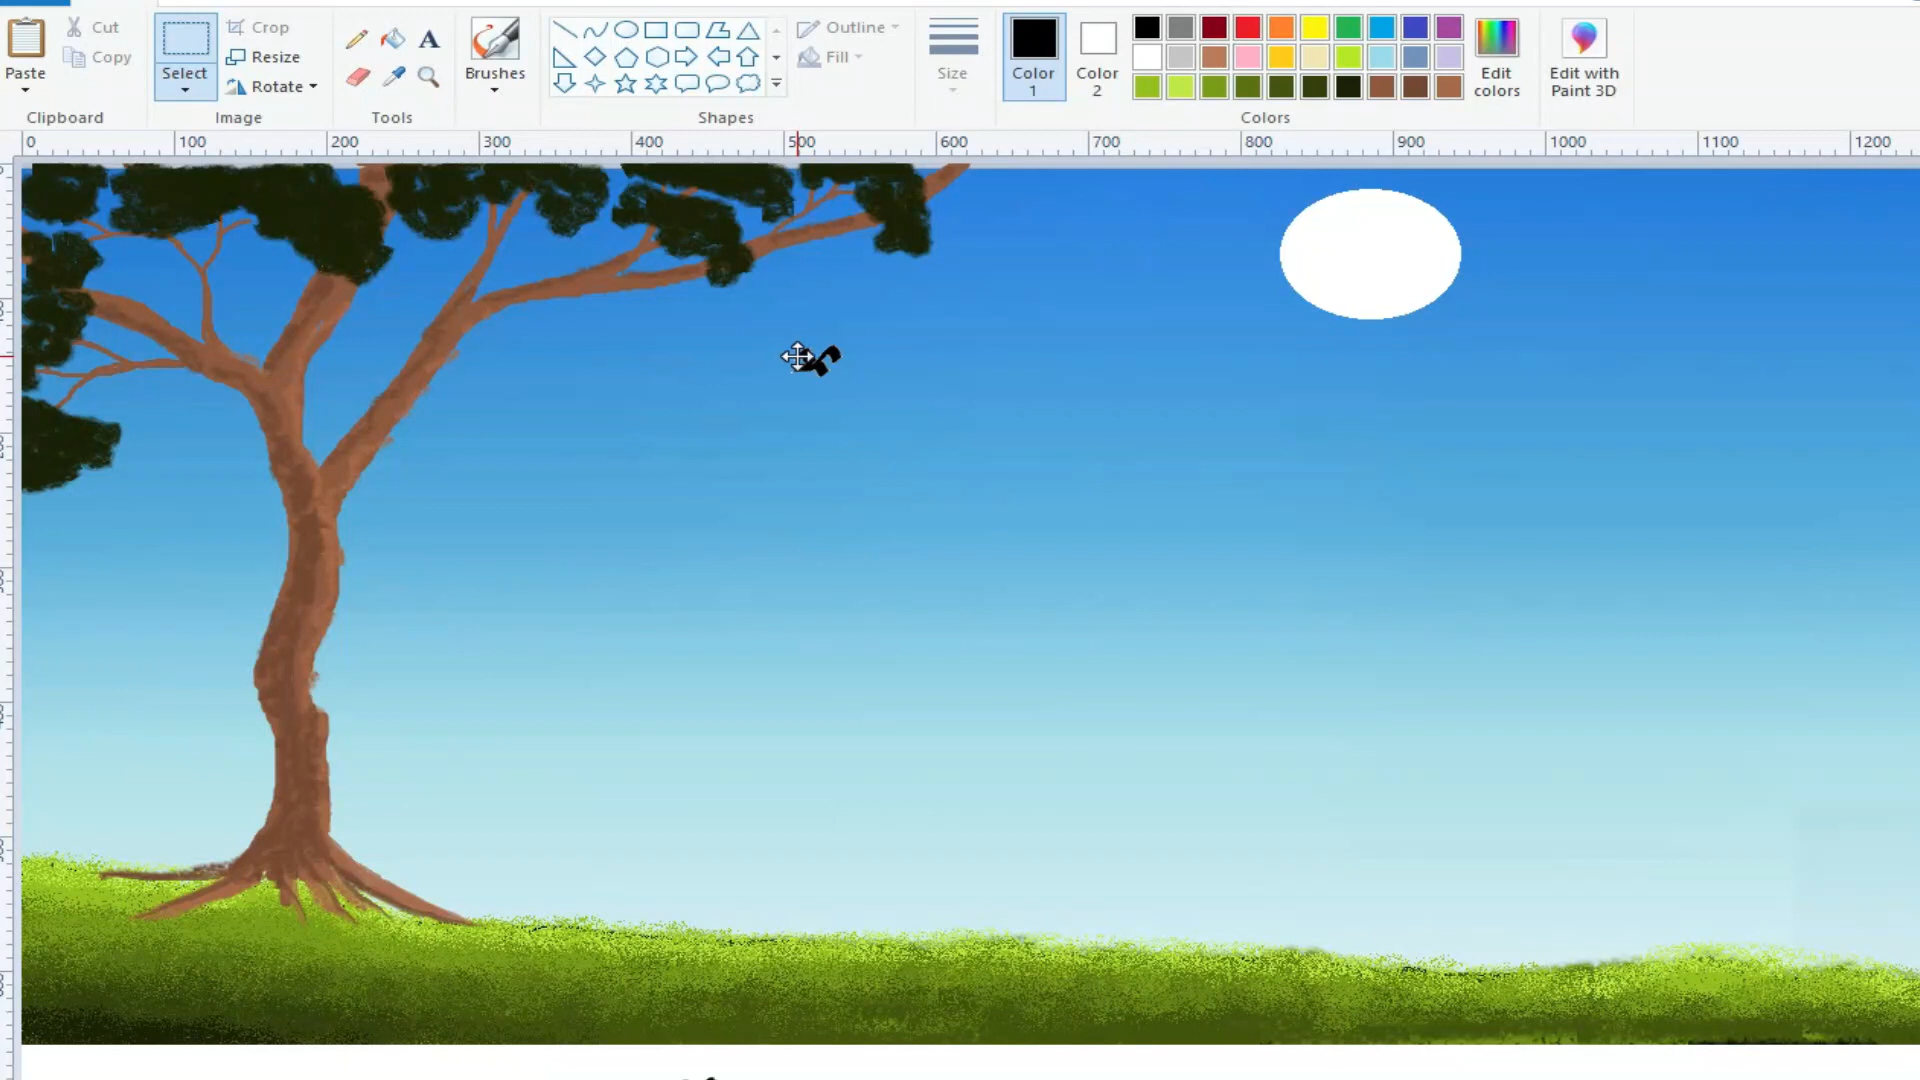 Cut
Copy
Paste
Clipboard
Select
Crop
Resize
Rotate
Image
A
Tools
Brushes
Shapes
Outline
Fill
Size
Color
1
Color
2
Colors
Edit
colors
Edit with
Paint 3D
0 100 200 300 400 500 600 700 800 900 1000 1100 1200